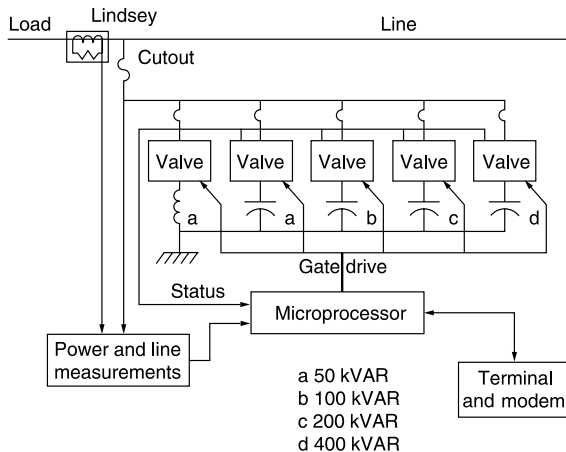 Lindsey
Load
Line
Cutout
Valve
Valve
Valve
Valve
Valve
a
a
b
c
d
Gate drive
Status
Microprocessor
Power and line
measurements
Terminal
and modem
a 50 kVAR
b 100 kVAR
c 200 kVAR
d 400 kVAR